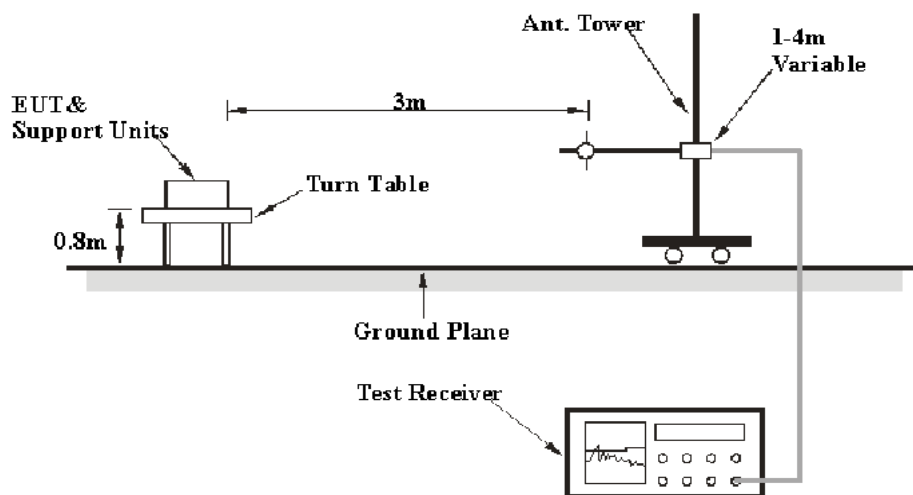 Ant. Tower
1-4m
Variable
3m
EUT &
Support Units
Turn Table
0.8m
Ground Plane
Test Receiver